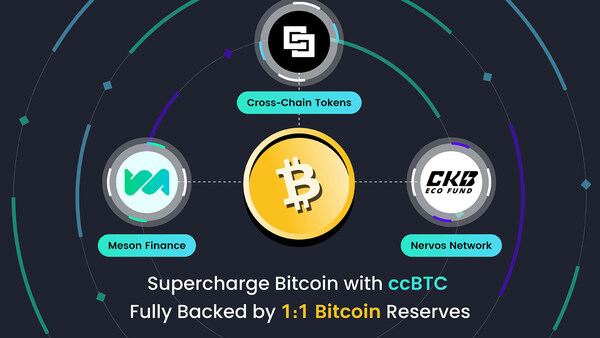 Cross-Chain Tokens
CKB
ECO FUND
Meson Finance
Nervos Network
Supercharge Bitcoin with ccBTC
Fully Backed by 1:1 Bitcoin Reserves